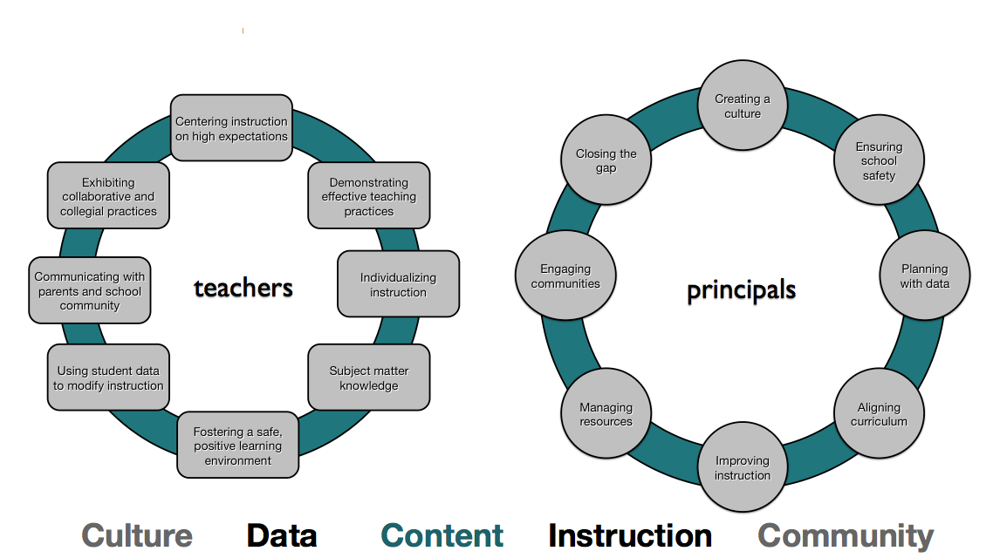 Centering instruction
on high expectations
Demonstrating
effective teaching
practices
Individualizing
instruction
Subject matter
knowledge
Fostering a safe,
positive learning
environment
Using student data
to modify instruction
Communicating with
parents and school
community
Exhibiting
collaborative and
collegial practices
teachers
Creating a
culture
Ensuring
school
safety
Planning
with data
Aligning
curriculum
Improving
instruction
Managing
resources
Engaging
communities
Closing the
gap
principals
Culture Data Content Instruction Community